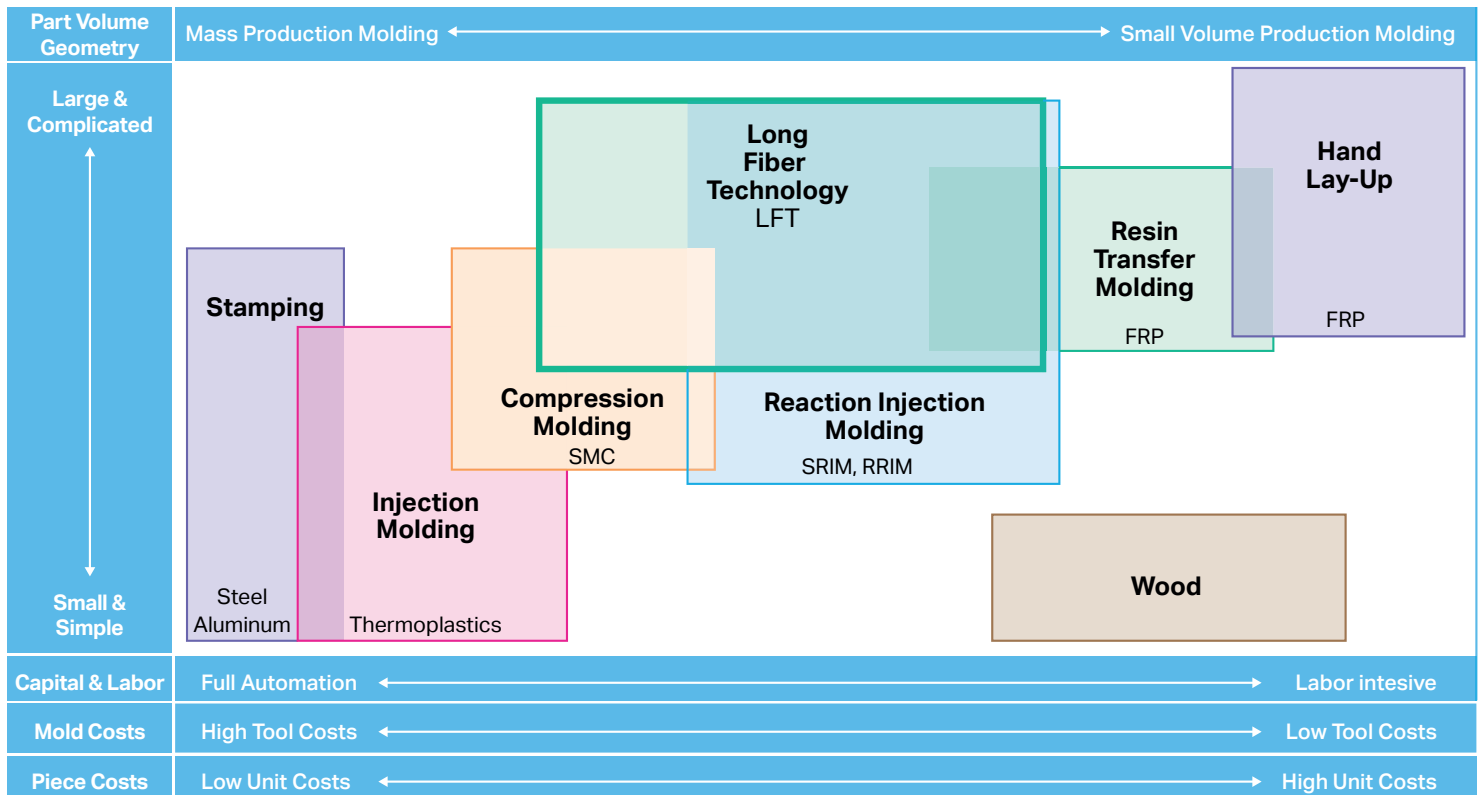 Part Volume
Geometry
Mass Production Molding
Small Volume Production Molding
Large &
Complicated
Small &
Simple
Stamping
Steel
Aluminum
Injection
Molding
Thermoplastics
Compression
Molding
SMC
Long
Fiber
Technology
LFT
Reaction Injection
Molding
SRIM, RRIM
Resin
Transfer
Molding
FRP
Hand
Lay-Up
FRP
Wood
Capital & Labor
Full Automation
Labor intesive
Mold Costs
High Tool Costs
Low Tool Costs
Piece Costs
Low Unit Costs
High Unit Costs